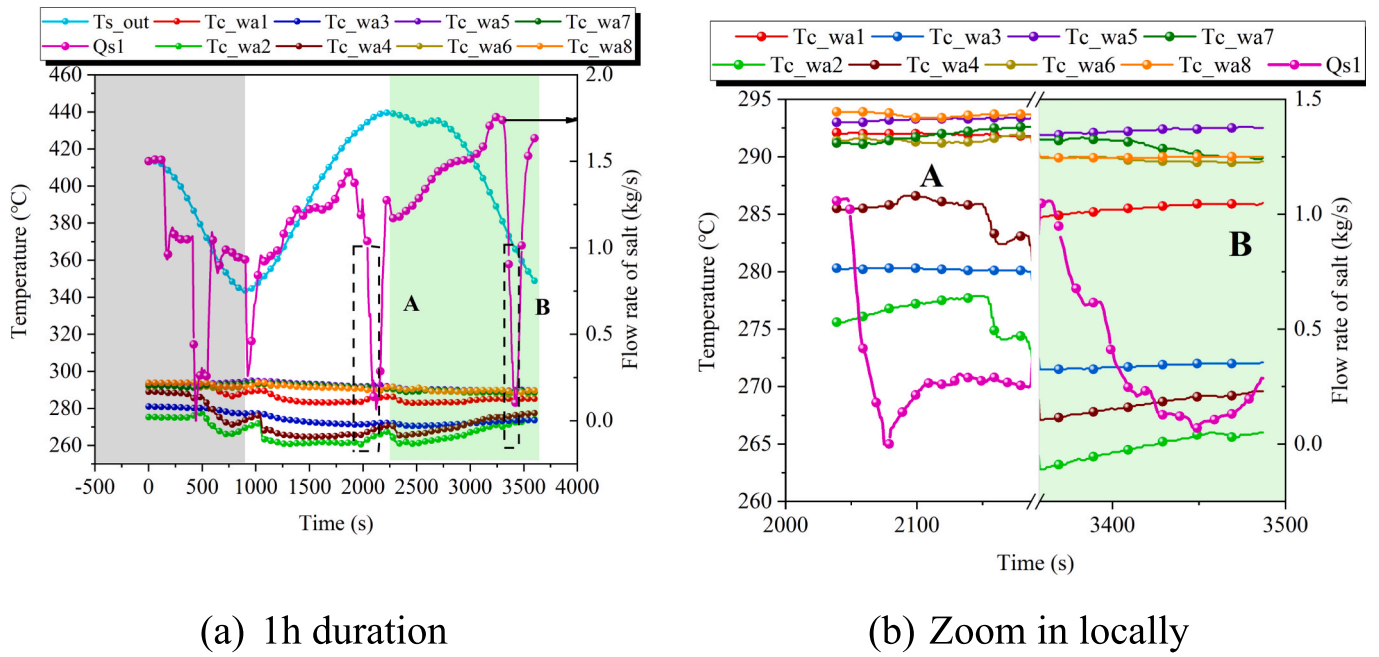 Ts_out Tc_wa1 Tc_wa3 Tc_wa5 Tc_wa7
Qs1 Tc_wa2 Tc_wa4 Tc_wa6 Tc_wa8
460
440
420
400
380
360
340
320
300
280
260
Temperature (°C)
2.0
1.5
1.0
0.5
0.0
Flow rate of salt (kg/s)
A
B
-500 0 500 1000 1500 2000 2500 3000 3500 4000
Time (s)
(a) 1h duration
Tc_wa1 Tc_wa3 Tc_wa5 Tc_wa7
Tc_wa2 Tc_wa4 Tc_wa6 Tc_wa8 Qs1
295
290
285
280
275
270
265
260
Temperature (°C)
1.5
1.0
0.5
0.0
Flow rate of salt (kg/s)
A
B
2000 2100 3400 3500
Time (s)
(b) Zoom in locally